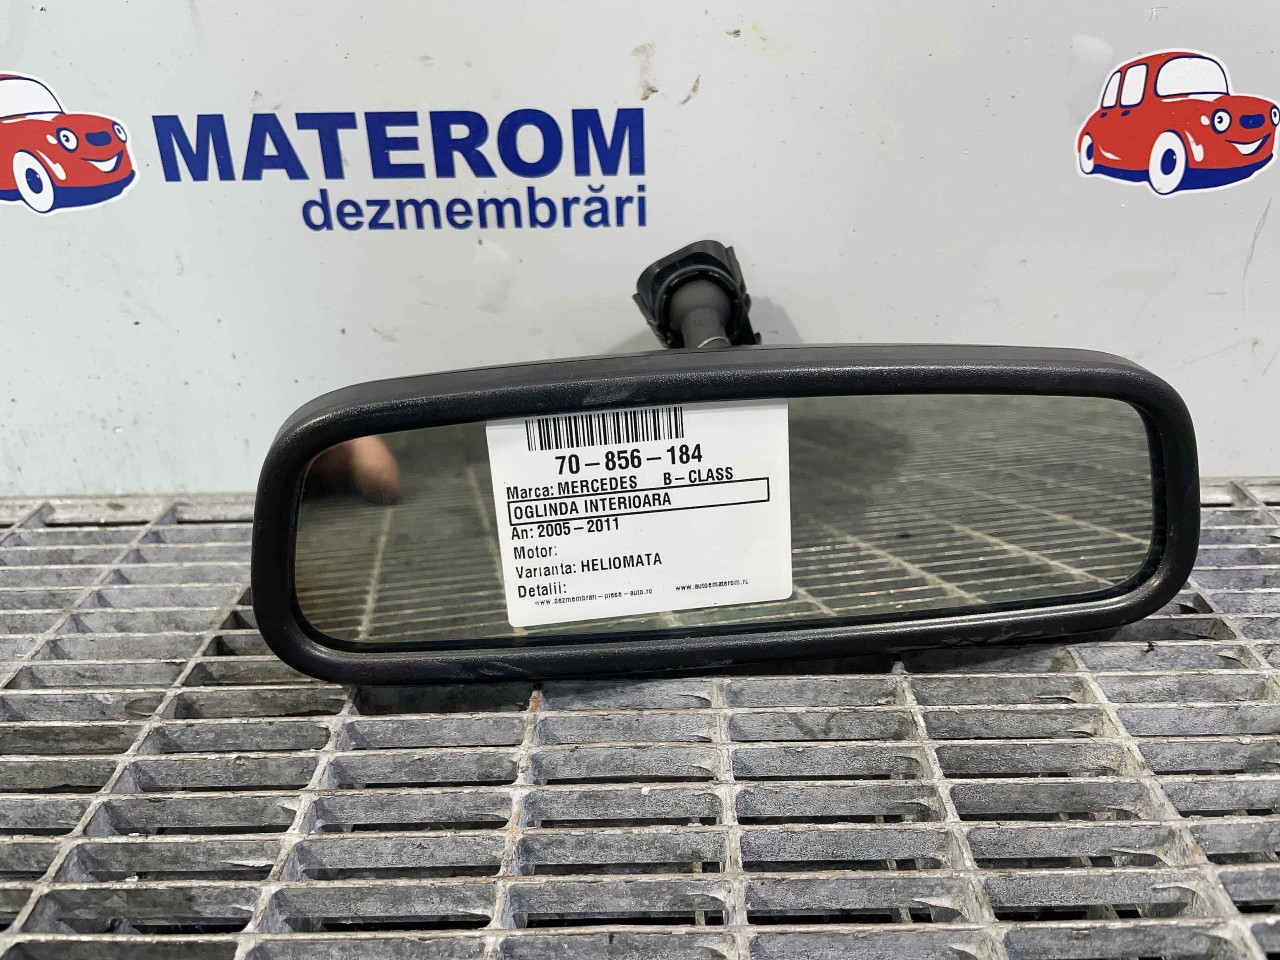 MATEROM
dezmembrări
70-856-184
Marca: MERCEDES B-CLASS
OGLINDA INTERIOARA
An: 2005-2011
Motor:
Varianta: HELIOMATA
Detalii:
www.dezmembrari-piese-auto.ro www.autoematerom.ro